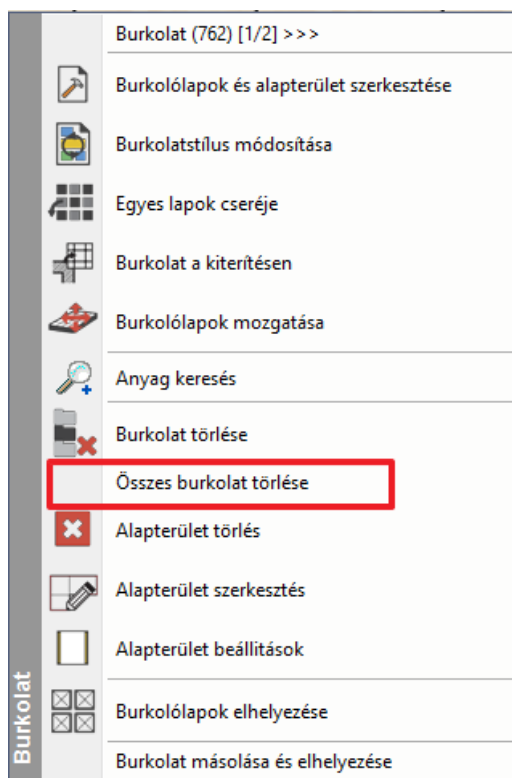 Burkolat (762) [1/2] >>>
Burkolólapok és alapterület szerkesztése
Burkolatstílus módosítása
Egyes lapok cseréje
Burkolat a kiterítésen
Burkolólapok mozgatása
Anyag keresés
Burkolat törlése
Összes burkolat törlése
Alapterület törlés
Alapterület szerkesztés
Alapterület beállitások
Burkolólapok elhelyezése
Burkolat másolása és elhelyezése
Burkolat